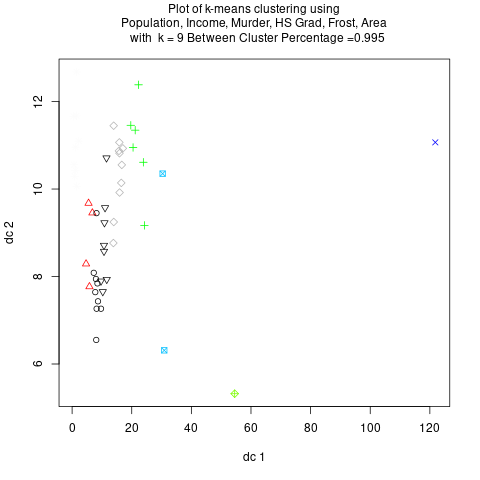 Plot of k-means clustering using
Population, Income, Murder, HS Grad, Frost, Area
with k = 9 Between Cluster Percentage =0.995
12
10
8
6
dc 2
0 20 40 60 80 100 120
dc 1